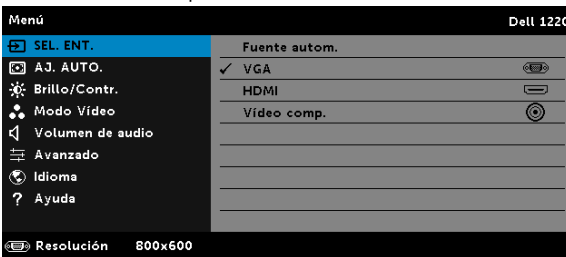 Menú Dell 1220
SEL. ENT.
AJ. AUTO.
Brillo/Contr.
Modo Vídeo
Volumen de audio
Avanzado
Idioma
? Ayuda
Fuente autom.
✓ VGA
HDMI
Vídeo comp.
Resolución 800x600